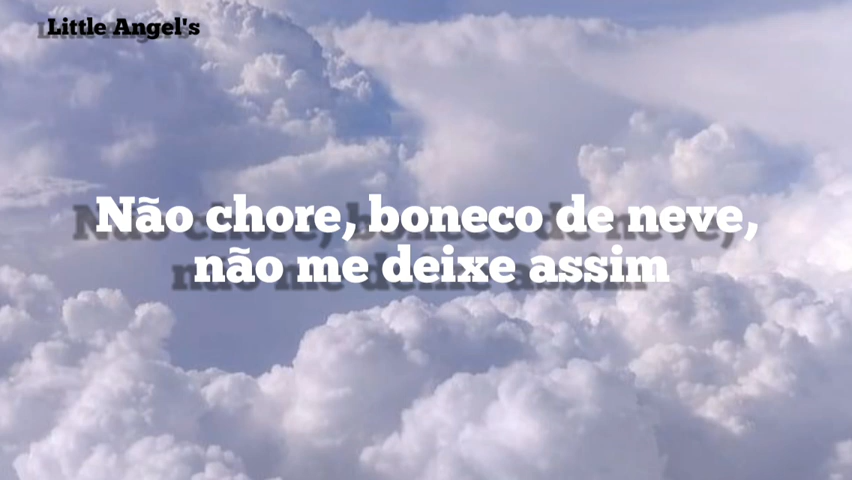 Little Angel's
Não chore, boneco de neve,
não me deixe assim